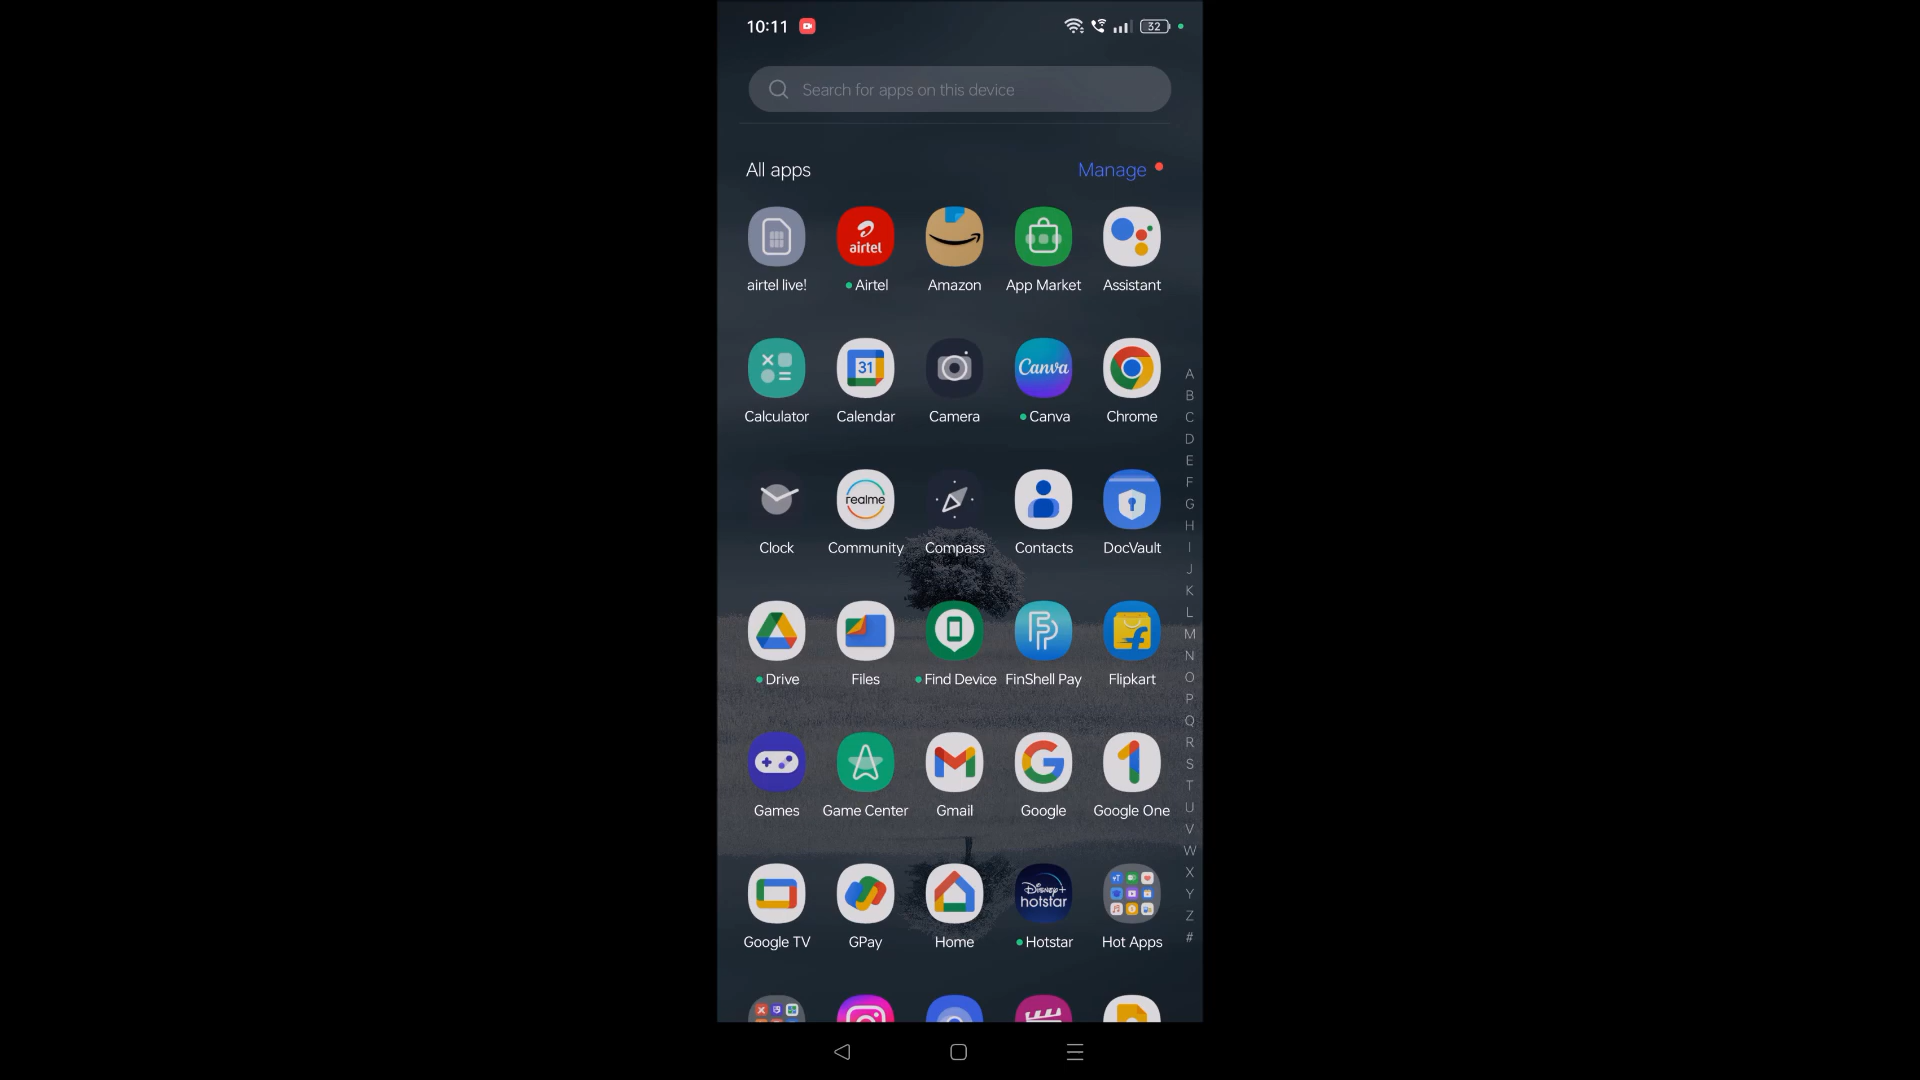 10:11 32
Search for apps on this device
All apps Manage
airtel
airtel live! Airtel Amazon App Market Assistant
31 Canva
Calculator Calendar Camera Canva Chrome
realme
Clock Community Compass Contacts DocVault
Drive Files Find Device FinShell Pay Flipkart
Games Game Center Gmail Google Google One
Disney+
hotstar
Google TV GPay Home Hotstar Hot Apps
A
B
C
D
E
F
G
H
I
J
K
L
M
N
O
P
Q
R
S
T
U
V
W
X
Y
Z
#